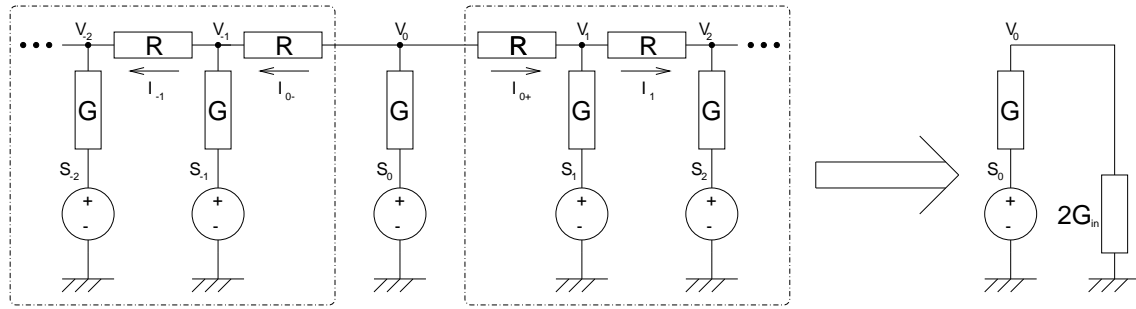 V-2 V-1 V0 V1 V2 V0
R R R R
I-1 I0- I0+ I1
G G G G G G
S-2 S-1 S0 S1 S2 S0
+ + + + + +
- - - - - -
2Gin